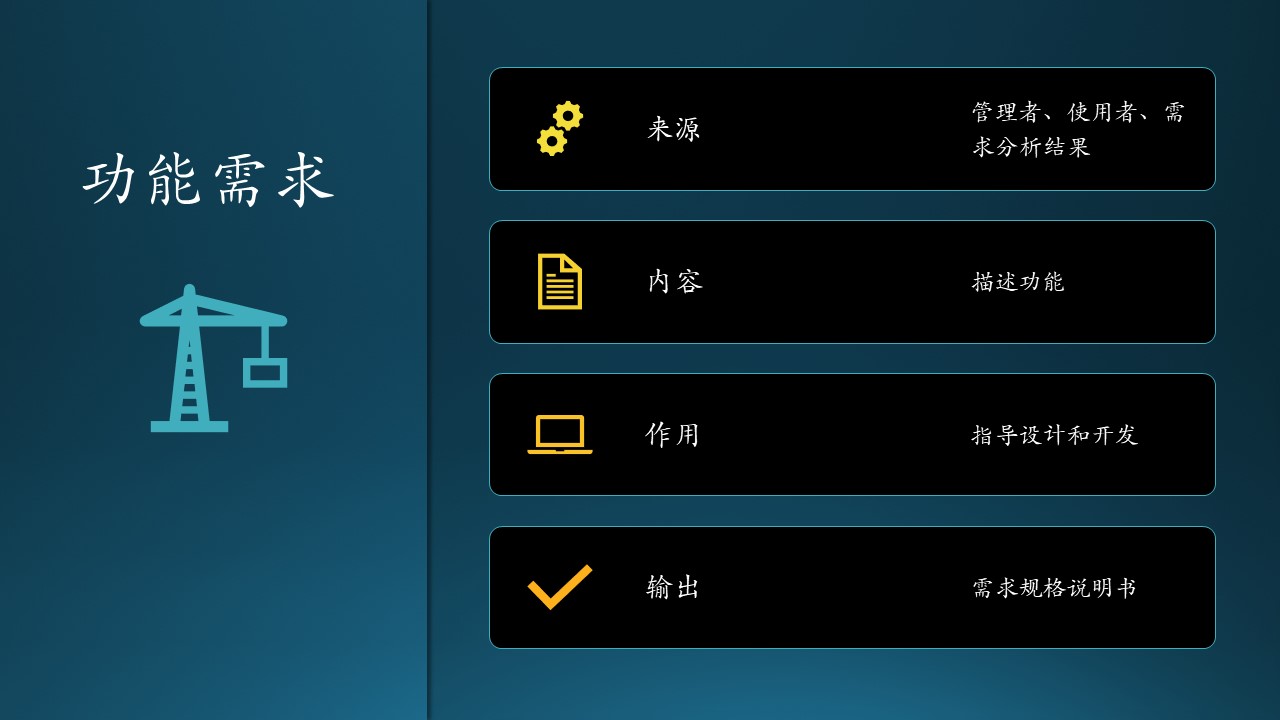 功能需求
来源
管理者、使用者、需
求分析结果
内容
描述功能
作用
指导设计和开发
输出
需求规格说明书